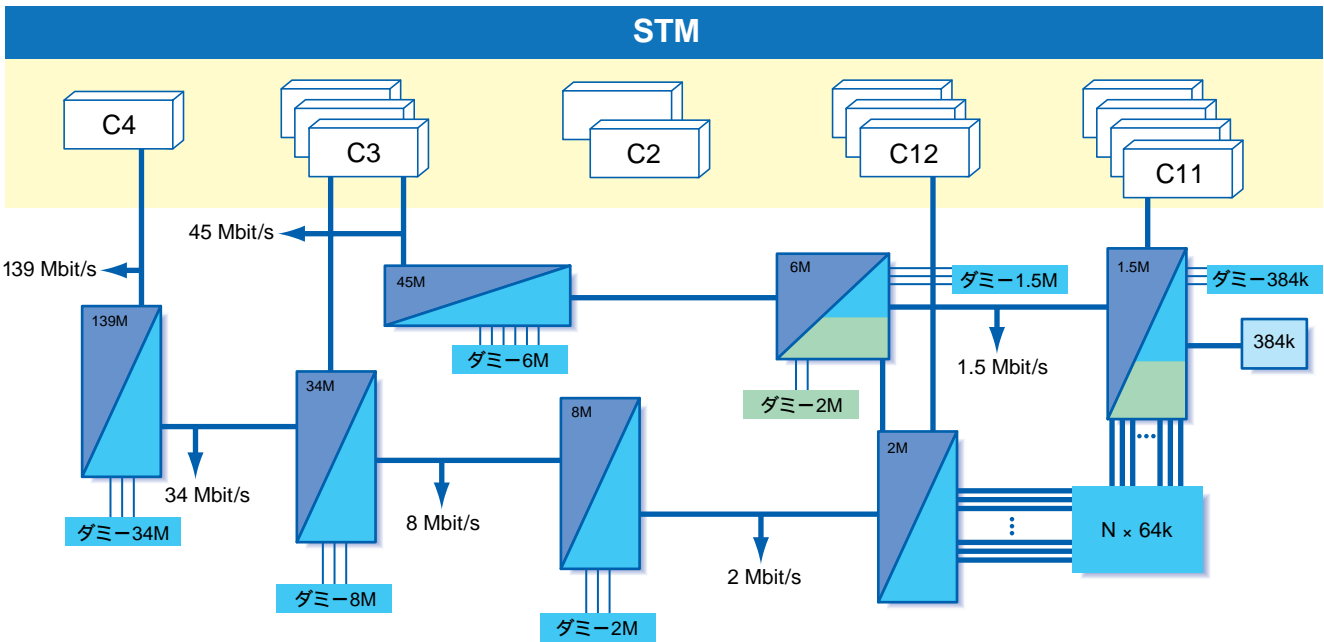 STM
C4
C3
C2
C12
C11
45 Mbit/s
139 Mbit/s
45M
6M
ダミー1.5M
1.5M
ダミー384k
139M
ダミー6M
1.5 Mbit/s
384k
34M
ダミー2M
8M
2M
34 Mbit/s
8 Mbit/s
ダミー34M
N × 64k
2 Mbit/s
ダミー8M
ダミー2M